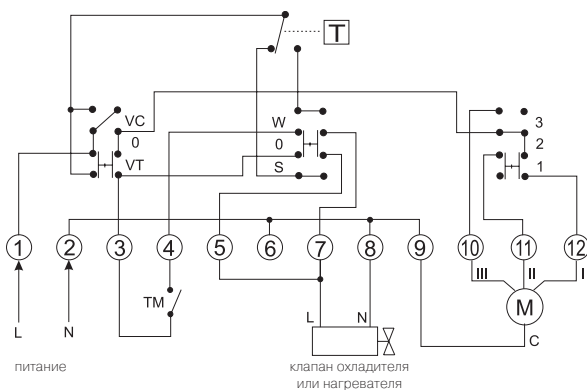 T
VC
0
VT
W
0
S
3
2
1
1 2 3 4 5 6 7 8 9 10 11 12
III II I
TM
M
L N L N C
питание
клапан охладителя
или нагревателя